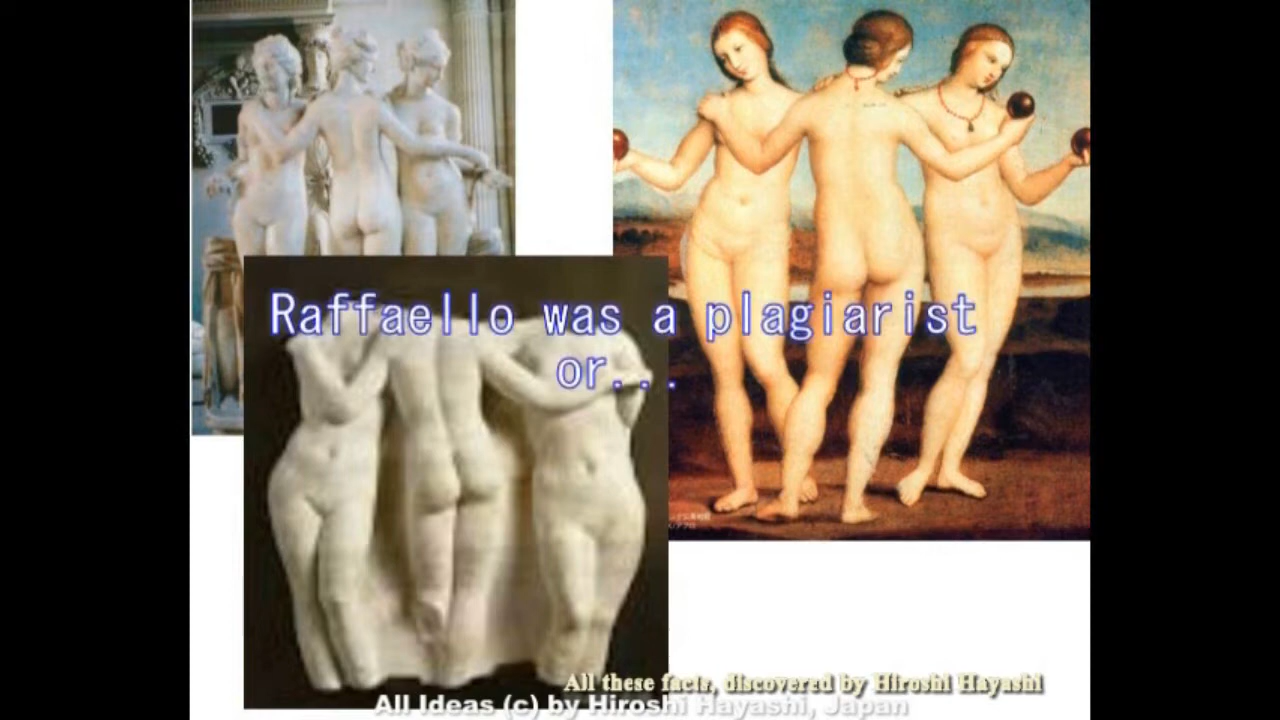 Raffaello was a plagiarist
or...
All these facts, discovered by Hiroshi Hayashi
All Ideas (c) by Hiroshi Hayashi, Japan